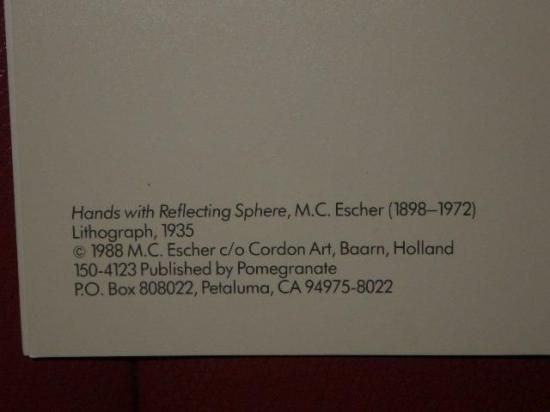 Hands with Reflecting Sphere, M.C. Escher (1898–1972)
Lithograph, 1935
© 1988 M.C. Escher c/o Cordon Art, Baarn, Holland
150-4123 Published by Pomegranate
P.O. Box 808022, Petaluma, CA 94975-8022